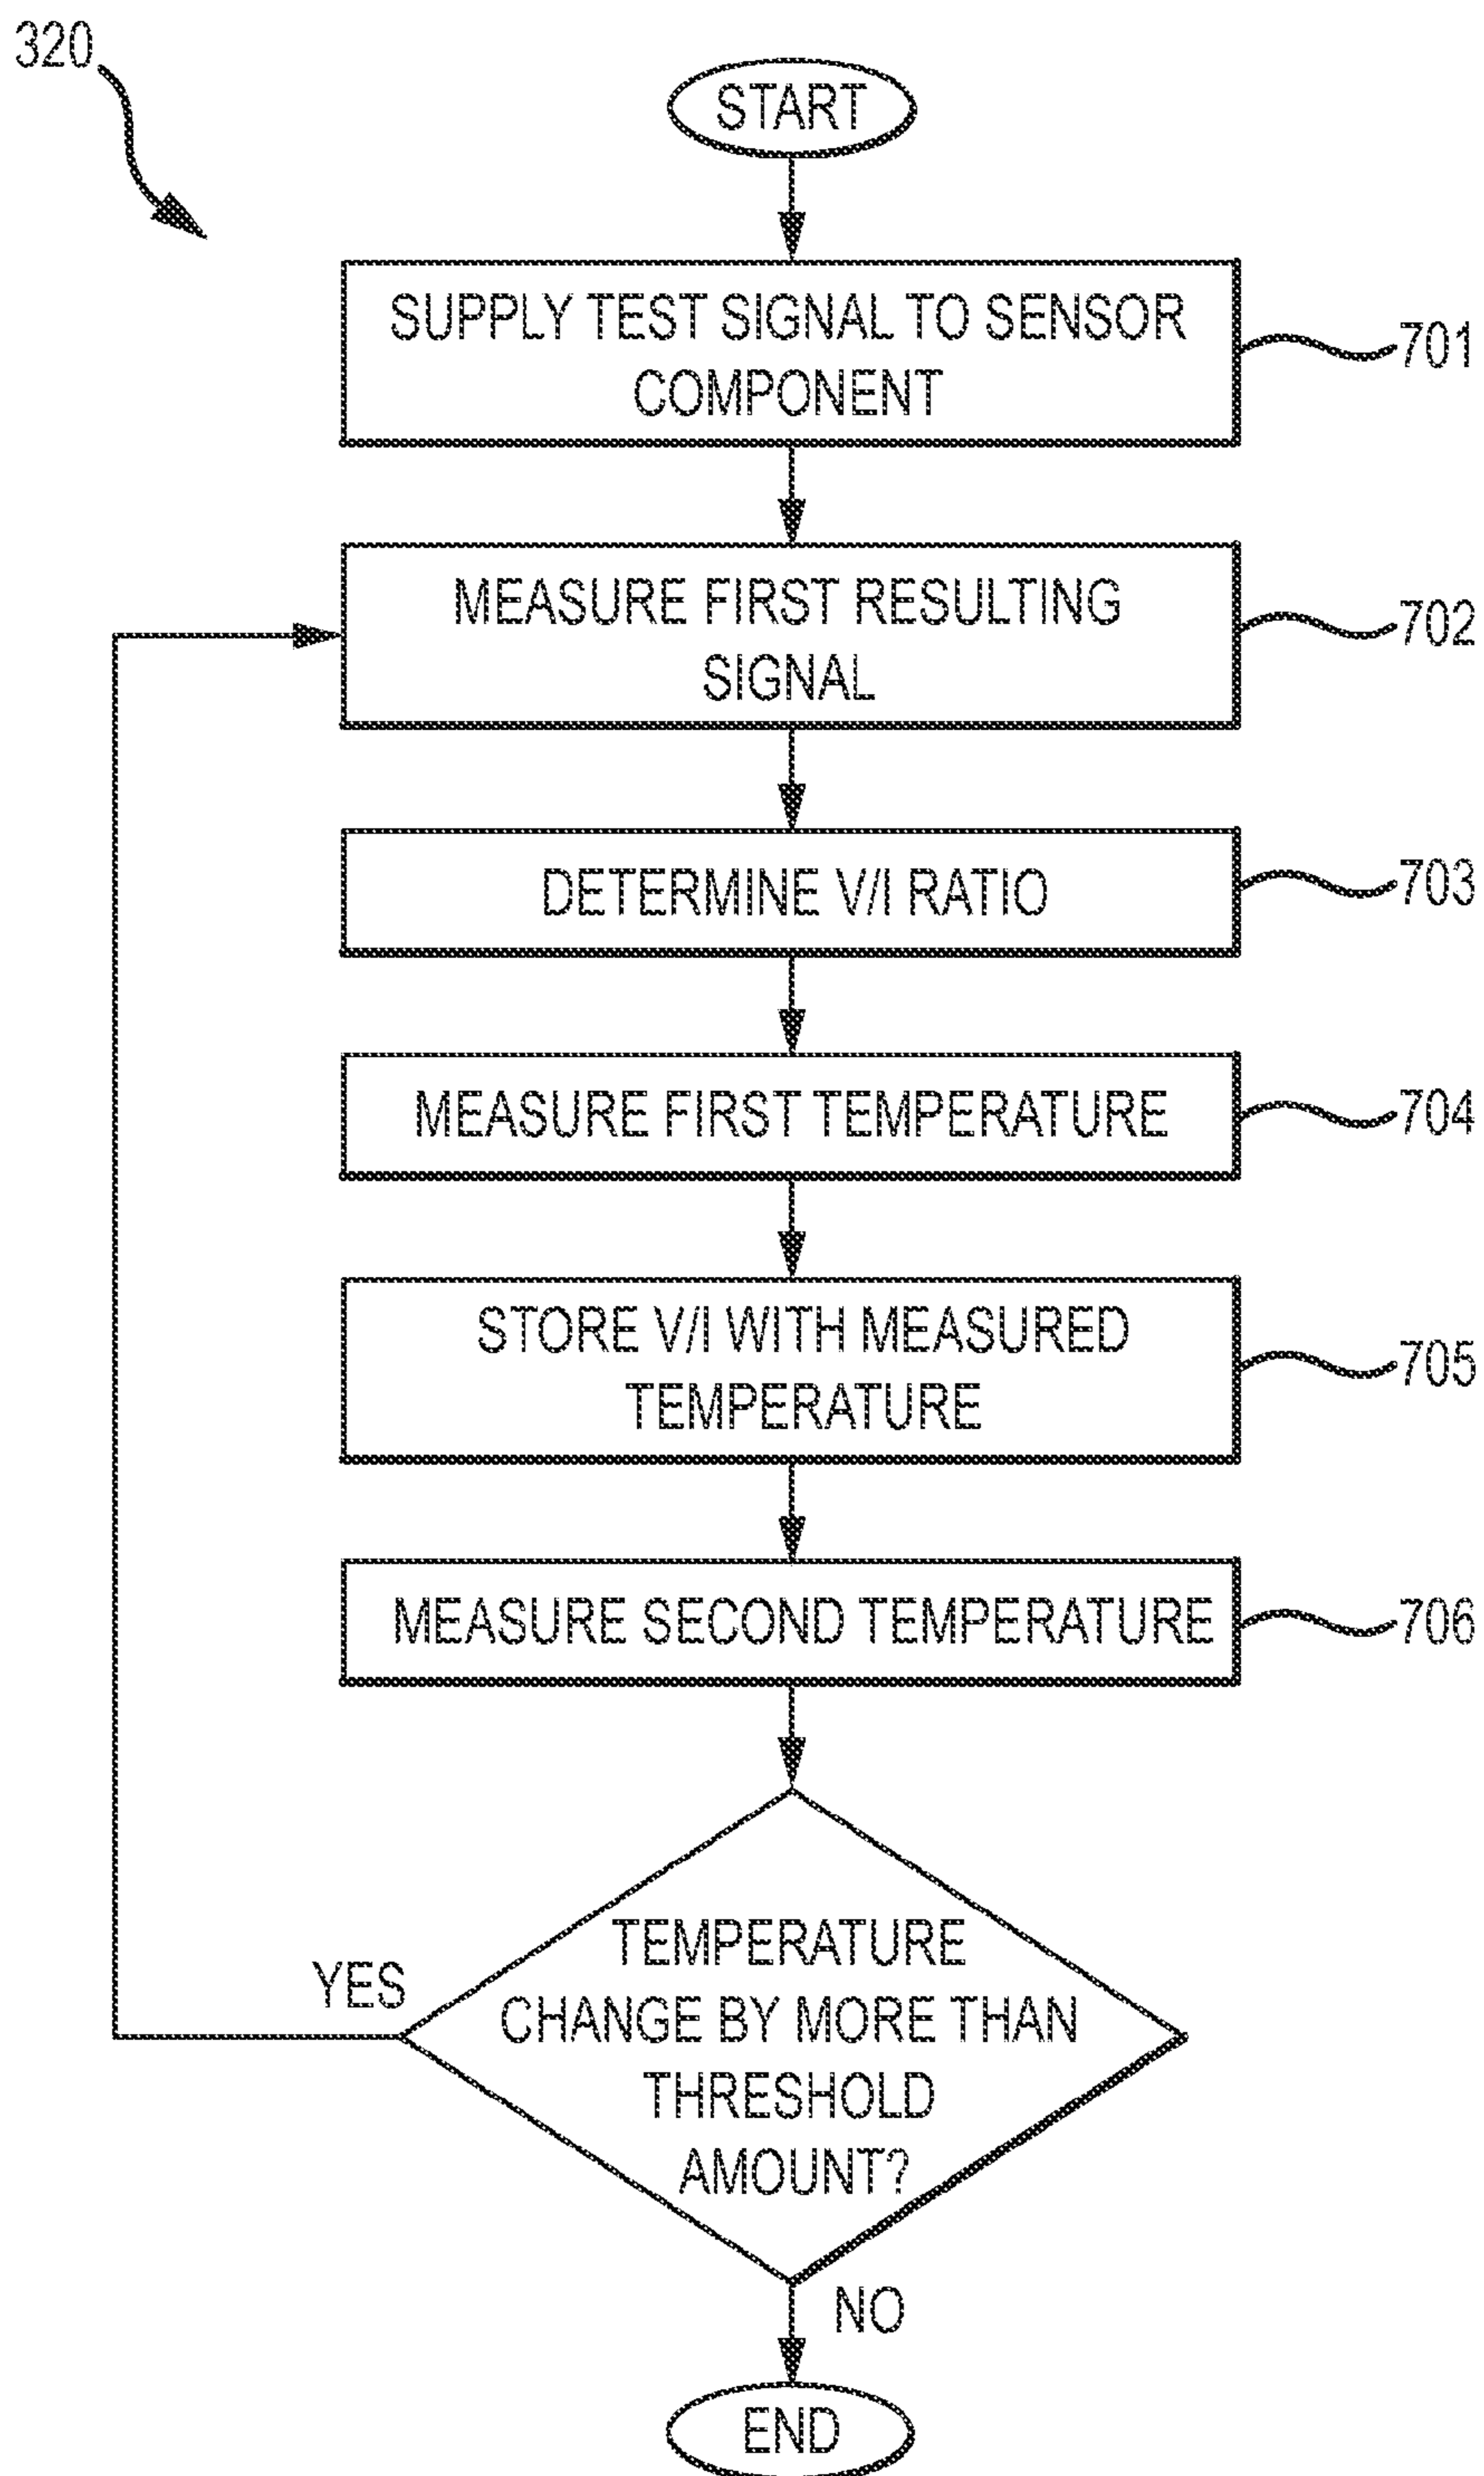 320
START
SUPPLY TEST SIGNAL TO SENSOR
COMPONENT
701
MEASURE FIRST RESULTING
SIGNAL
702
DETERMINE V/I RATIO
703
MEASURE FIRST TEMPERATURE
704
STORE V/I WITH MEASURED
TEMPERATURE
705
MEASURE SECOND TEMPERATURE
706
TEMPERATURE
CHANGE BY MORE THAN
THRESHOLD
AMOUNT?
YES
NO
END